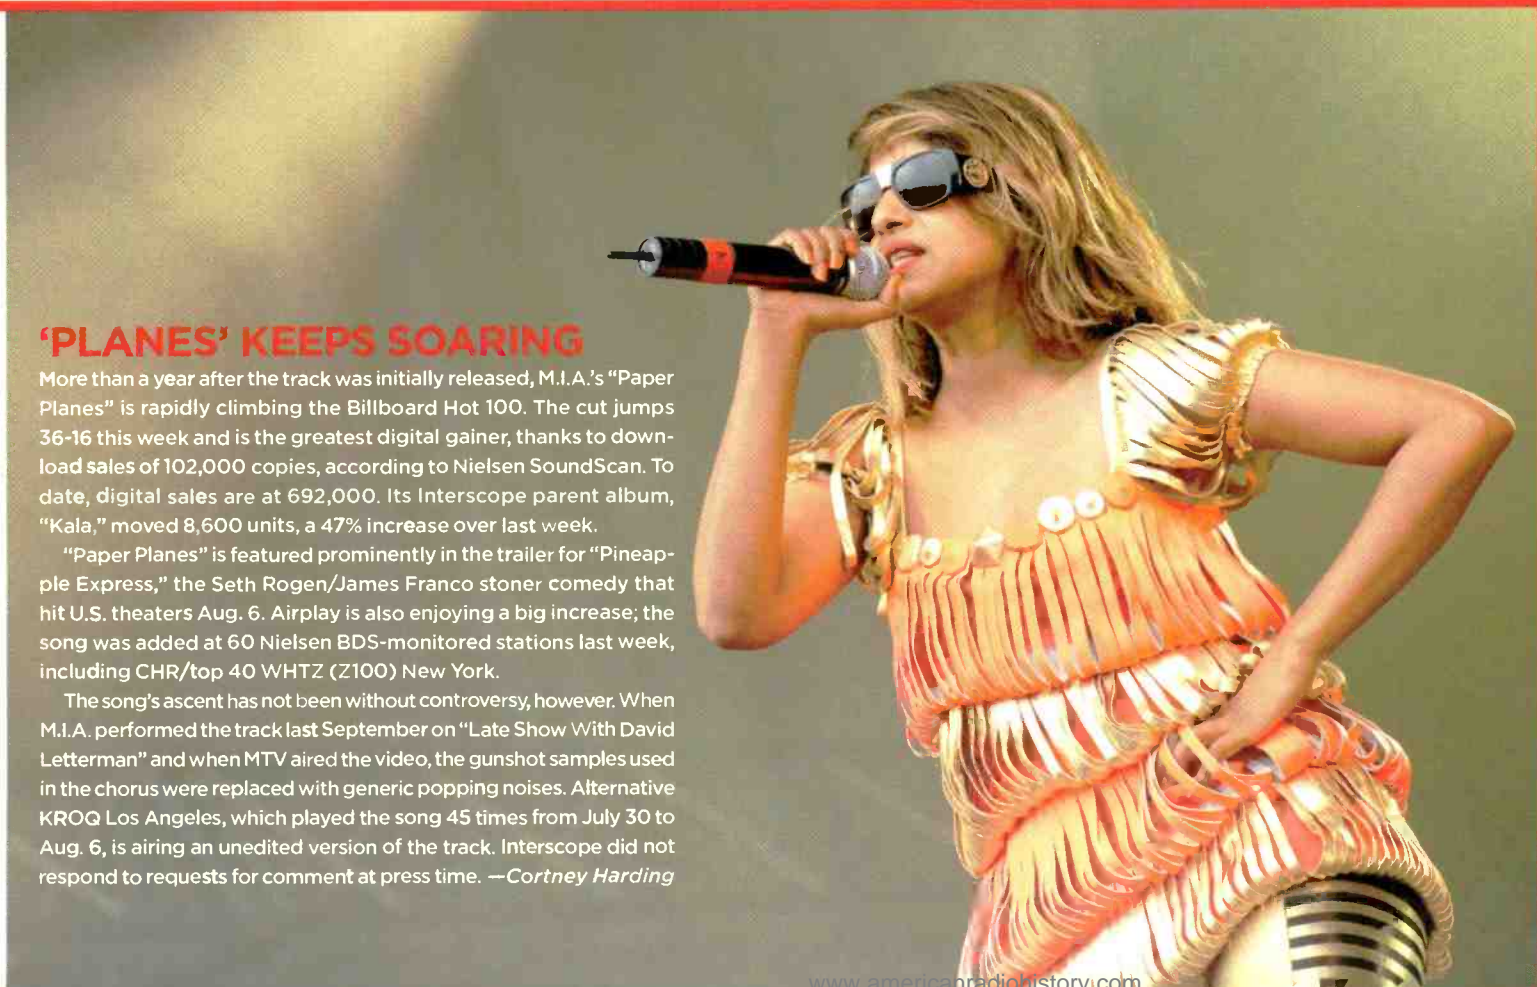 ‘PLANES’ KEEPS SOARING
More than a year after the track was initially released, M.I.A.’s “Paper
Planes” is rapidly climbing the Billboard Hot 100. The cut jumps
36-16 this week and is the greatest digital gainer, thanks to down-
load sales of 102,000 copies, according to Nielsen SoundScan. To
date, digital sales are at 692,000. Its Interscope parent album,
“Kala,” moved 8,600 units, a 47% increase over last week.
“Paper Planes” is featured prominently in the trailer for “Pineap-
ple Express,” the Seth Rogen/James Franco stoner comedy that
hit U.S. theaters Aug. 6. Airplay is also enjoying a big increase; the
song was added at 60 Nielsen BDS-monitored stations last week,
including CHR/top 40 WHTZ (Z100) New York.
The song’s ascent has not been without controversy, however. When
M.I.A. performed the track last September on “Late Show With David
Letterman” and when MTV aired the video, the gunshot samples used
in the chorus were replaced with generic popping noises. Alternative
KROQ Los Angeles, which played the song 45 times from July 30 to
Aug. 6, is airing an unedited version of the track. Interscope did not
respond to requests for comment at press time. —Cortney Harding
www.americanradiohistory.com